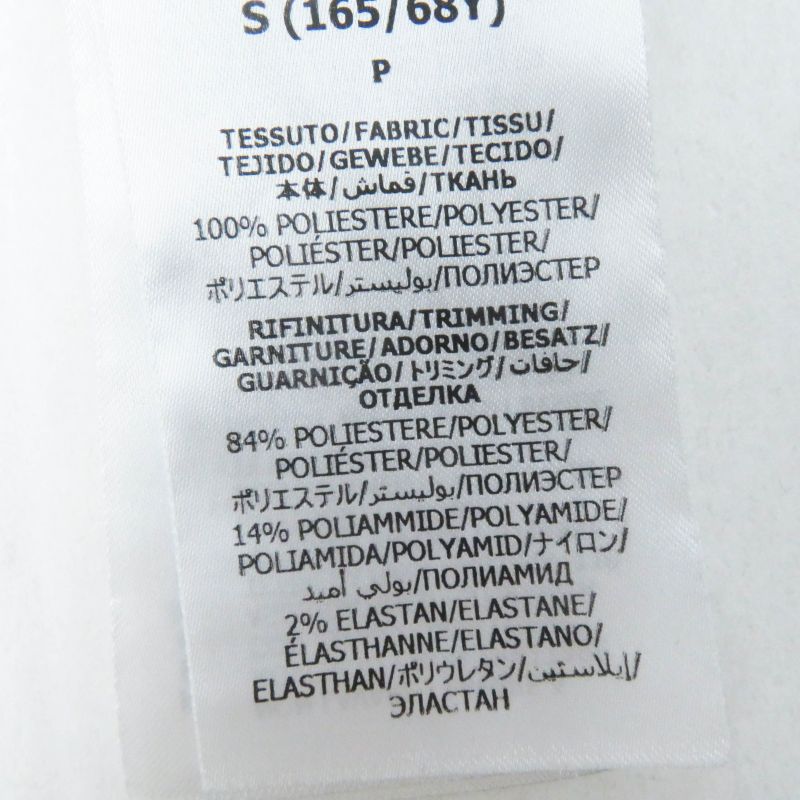 S (165/68Y)
P
TESSUTO/FABRIC/TISSU/
TEJIDO/GEWEBE/TECIDO/
本体/قماش/ТКАНЬ
100% POLIESTERE/POLYESTER/
POLIÉSTER/POLIESTER/
ポリエステル/بوليستر/ПОЛИЭСТЕР
RIFINITURA/TRIMMING/
GARNITURE/ADORNO/BESATZ/
GUARNIÇÃO/トリミング/حافات/
ОТДЕЛКА
84% POLIESTERE/POLYESTER/
POLIÉSTER/POLIESTER/
ポリエステル/بوليستر/ПОЛИЭСТЕР
14% POLIAMMIDE/POLYAMIDE/
POLIAMIDA/POLYAMID/ナイロン/
بولي أميد/ПОЛИАМИД
2% ELASTAN/ELASTANE/
ÉLASTHANNE/ELASTANO/
ELASTHAN/ポリウレタン/إيلاستين/
ЭЛАСТАН